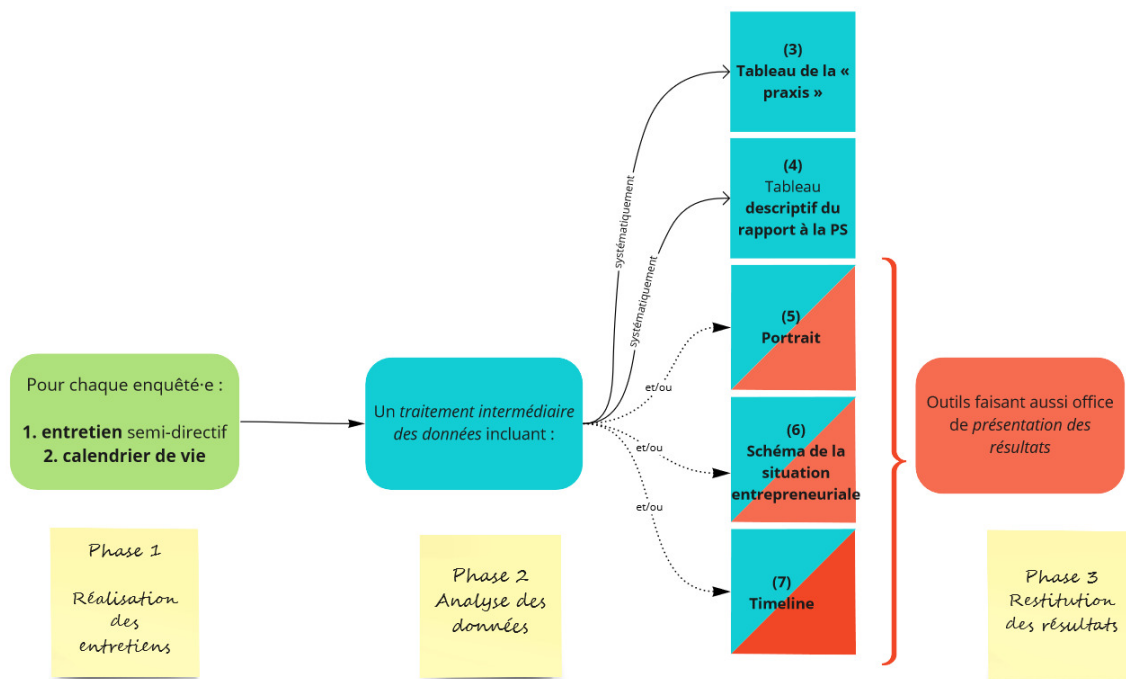 Pour chaque enquêté·e :
1. entretien semi-directif
2. calendrier de vie
Phase 1
Réalisation
des
entretiens
Un traitement intermédiaire
des données incluant :
Phase 2
Analyse des
données
systématiquement
systématiquement
et/ou
et/ou
et/ou
(3)
Tableau de la «
praxis »
(4)
Tableau
descriptif du
rapport à la PS
(5)
Portrait
(6)
Schéma de la
situation
entrepreneuriale
(7)
Timeline
Outils faisant aussi office
de présentation des
résultats
Phase 3
Restitution
des résultats